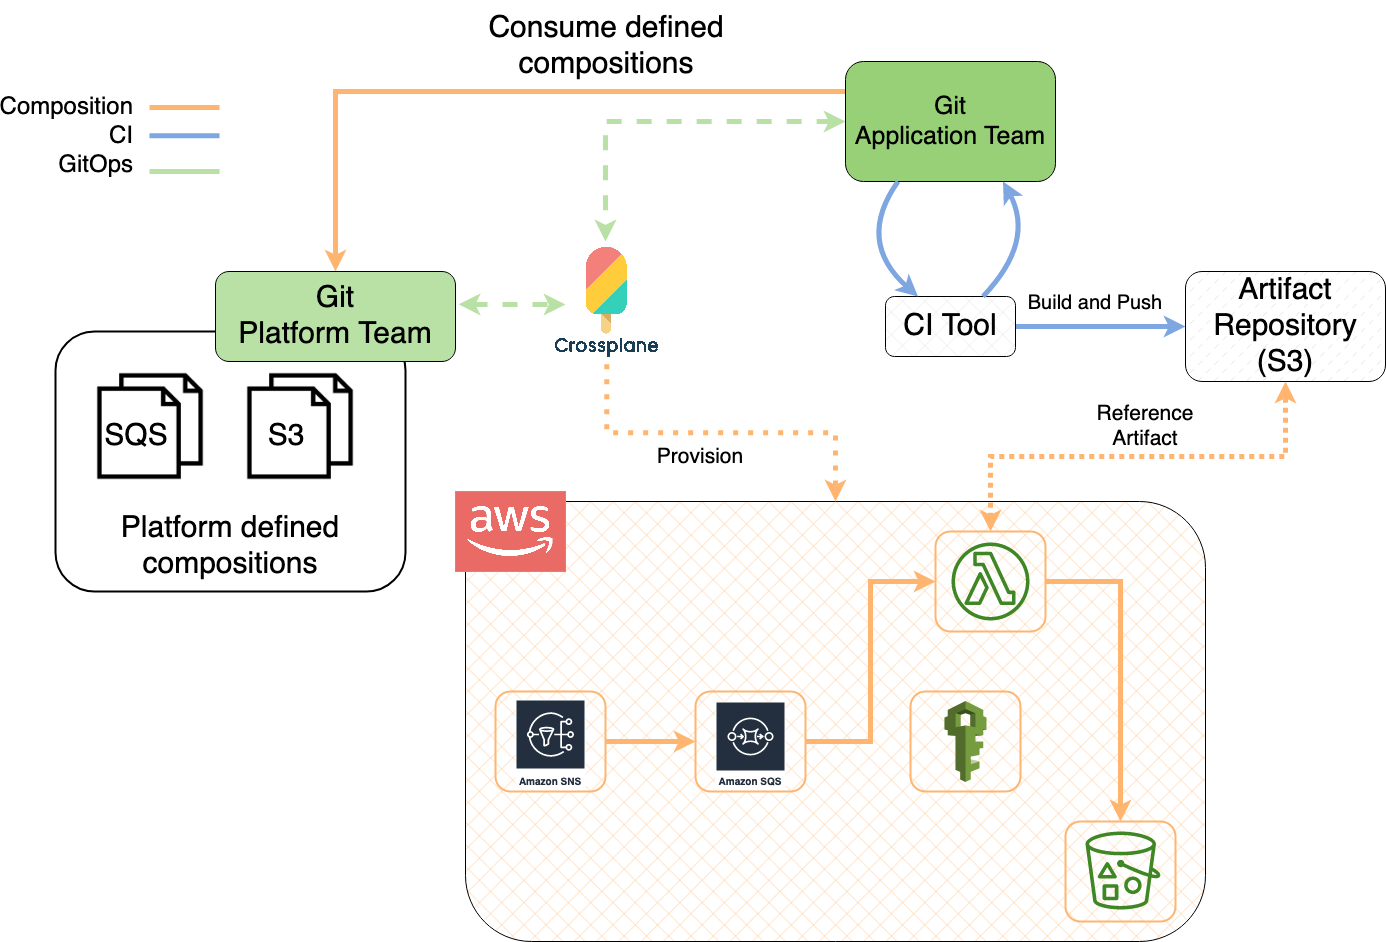 Consume defined
compositions
Composition
CI
GitOps
Git
Application Team
Git
Platform Team
Crossplane
CI Tool
Build and Push
Artifact
Repository
(S3)
SQS
S3
Platform defined
compositions
Provision
Reference
Artifact
aws
Amazon SNS
Amazon SQS